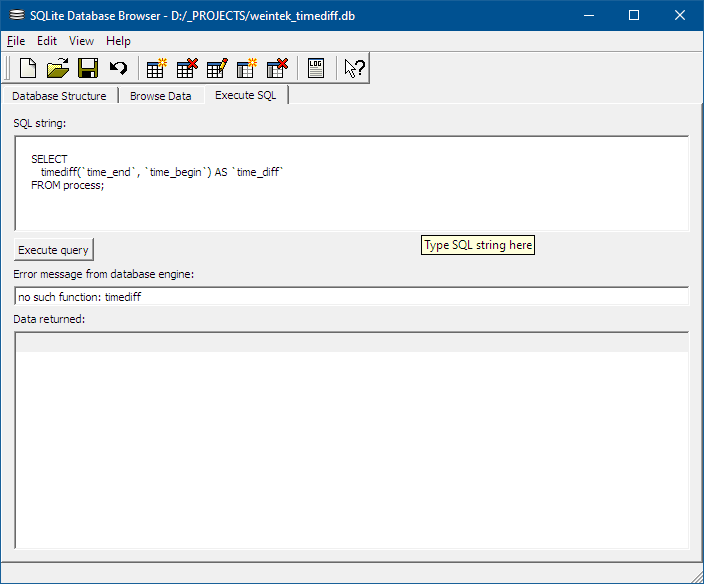 SQLite Database Browser - D:/_PROJECTS/weintek_timediff.db
File Edit View Help
LOG
Database Structure Browse Data Execute SQL
SQL string:
SELECT
timediff(`time_end`, `time_begin`) AS `time_diff`
FROM process;
Type SQL string here
Execute query
Error message from database engine:
no such function: timediff
Data returned: